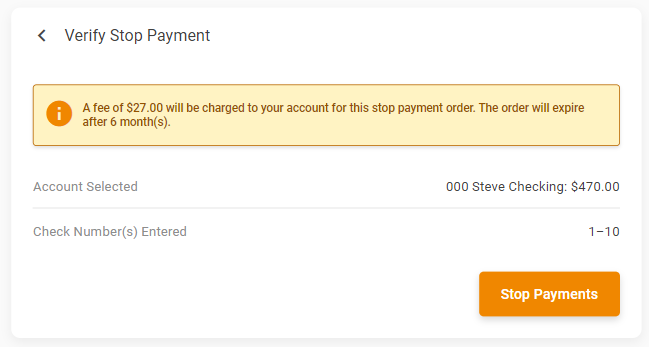 Verify Stop Payment
A fee of $27.00 will be charged to your account for this stop payment order. The order will expire
after 6 month(s).
Account Selected 000 Steve Checking: $470.00
Check Number(s) Entered 1–10
Stop Payments